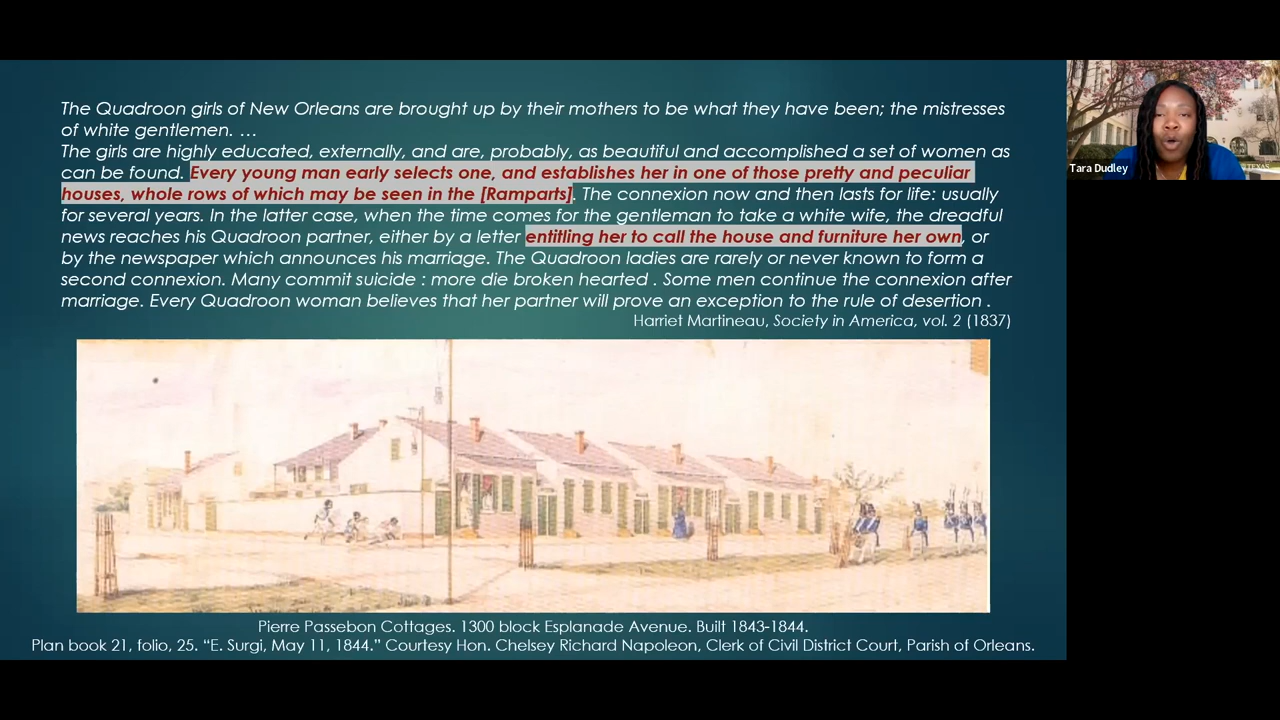 The Quadroon girls of New Orleans are brought up by their mothers to be what they have been; the mistresses
of white gentlemen. …
The girls are highly educated, externally, and are, probably, as beautiful and accomplished a set of women as
can be found. Every young man early selects one, and establishes her in one of those pretty and peculiar
houses, whole rows of which may be seen in the [Ramparts]. The connexion now and then lasts for life: usually
for several years. In the latter case, when the time comes for the gentleman to take a white wife, the dreadful
news reaches his Quadroon partner, either by a letter entitling her to call the house and furniture her own, or
by the newspaper which announces his marriage. The Quadroon ladies are rarely or never known to form a
second connexion. Many commit suicide : more die broken hearted . Some men continue the connexion after
marriage. Every Quadroon woman believes that her partner will prove an exception to the rule of desertion .
Harriet Martineau, Society in America, vol. 2 (1837)
Pierre Passebon Cottages. 1300 block Esplanade Avenue. Built 1843-1844.
Plan book 21, folio, 25. “E. Surgi, May 11, 1844.” Courtesy Hon. Chelsey Richard Napoleon, Clerk of Civil District Court, Parish of Orleans.
Tara Dudley